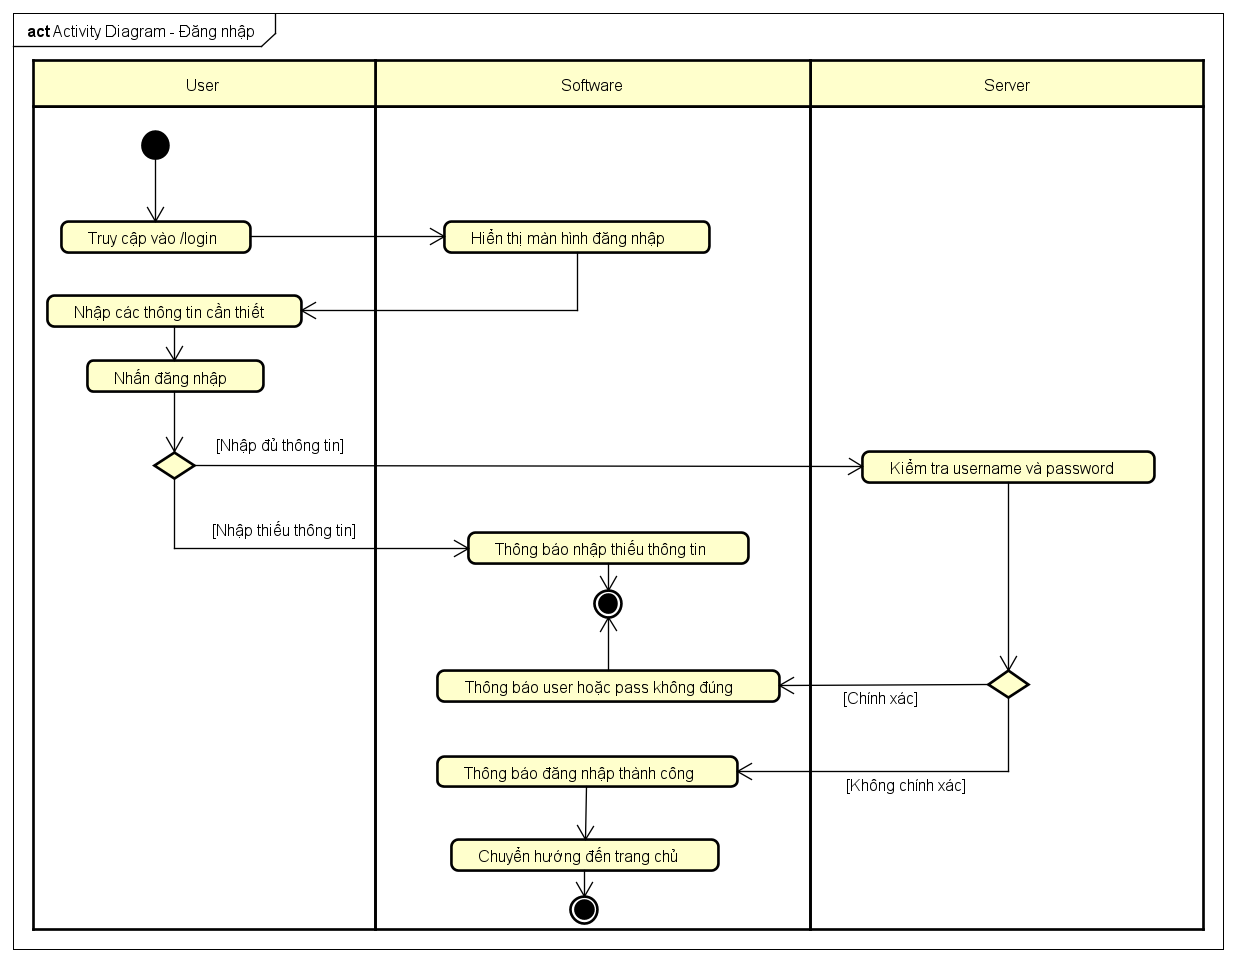 act Activity Diagram - Đăng nhập
User
Software
Server
Truy cập vào /login
Hiển thị màn hình đăng nhập
Nhập các thông tin cần thiết
Nhấn đăng nhập
[Nhập đủ thông tin]
Kiểm tra username và password
[Nhập thiếu thông tin]
Thông báo nhập thiếu thông tin
Thông báo user hoặc pass không đúng
[Chính xác]
Thông báo đăng nhập thành công
[Không chính xác]
Chuyển hướng đến trang chủ